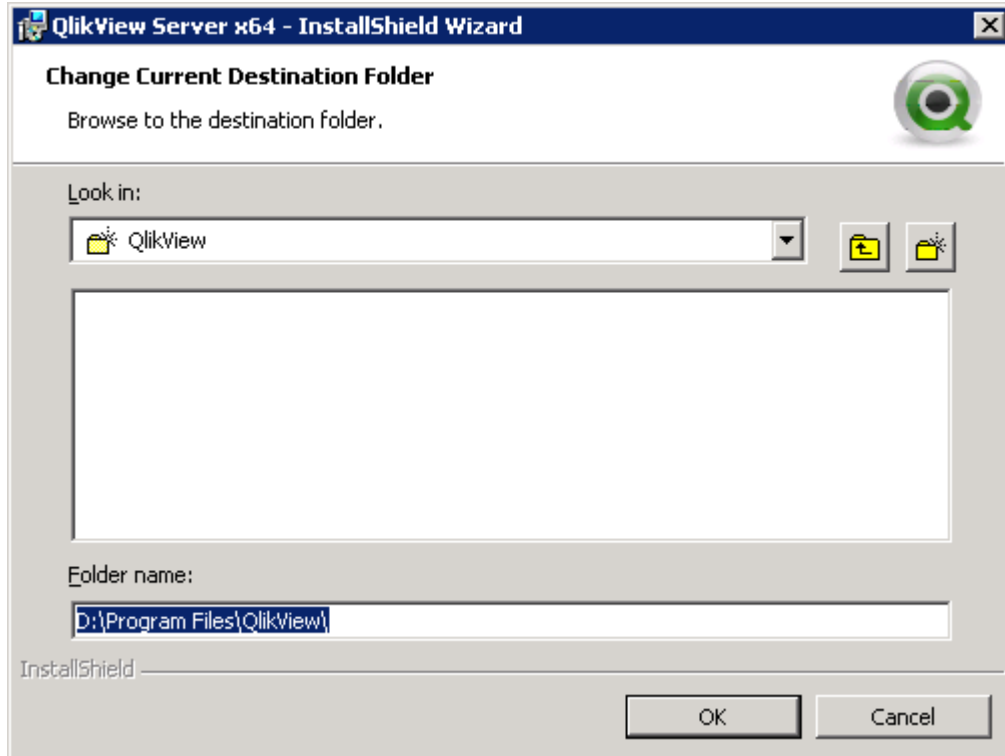 QlikView Server x64 - InstallShield Wizard
Change Current Destination Folder
Browse to the destination folder.
Look in:
QlikView
Folder name:
D:\Program Files\QlikView\
InstallShield
OK Cancel